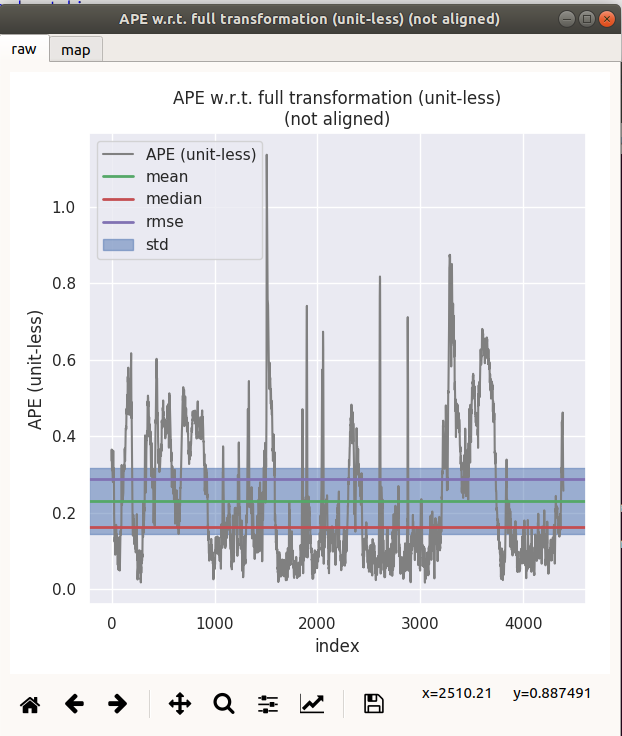 APE w.r.t. full transformation (unit-less) (not aligned)
raw
map
APE w.r.t. full transformation (unit-less)
(not aligned)
APE (unit-less)
mean
median
rmse
std
APE (unit-less)
1.0
0.8
0.6
0.4
0.2
0.0
0 1000 2000 3000 4000
index
x=2510.21 y=0.887491